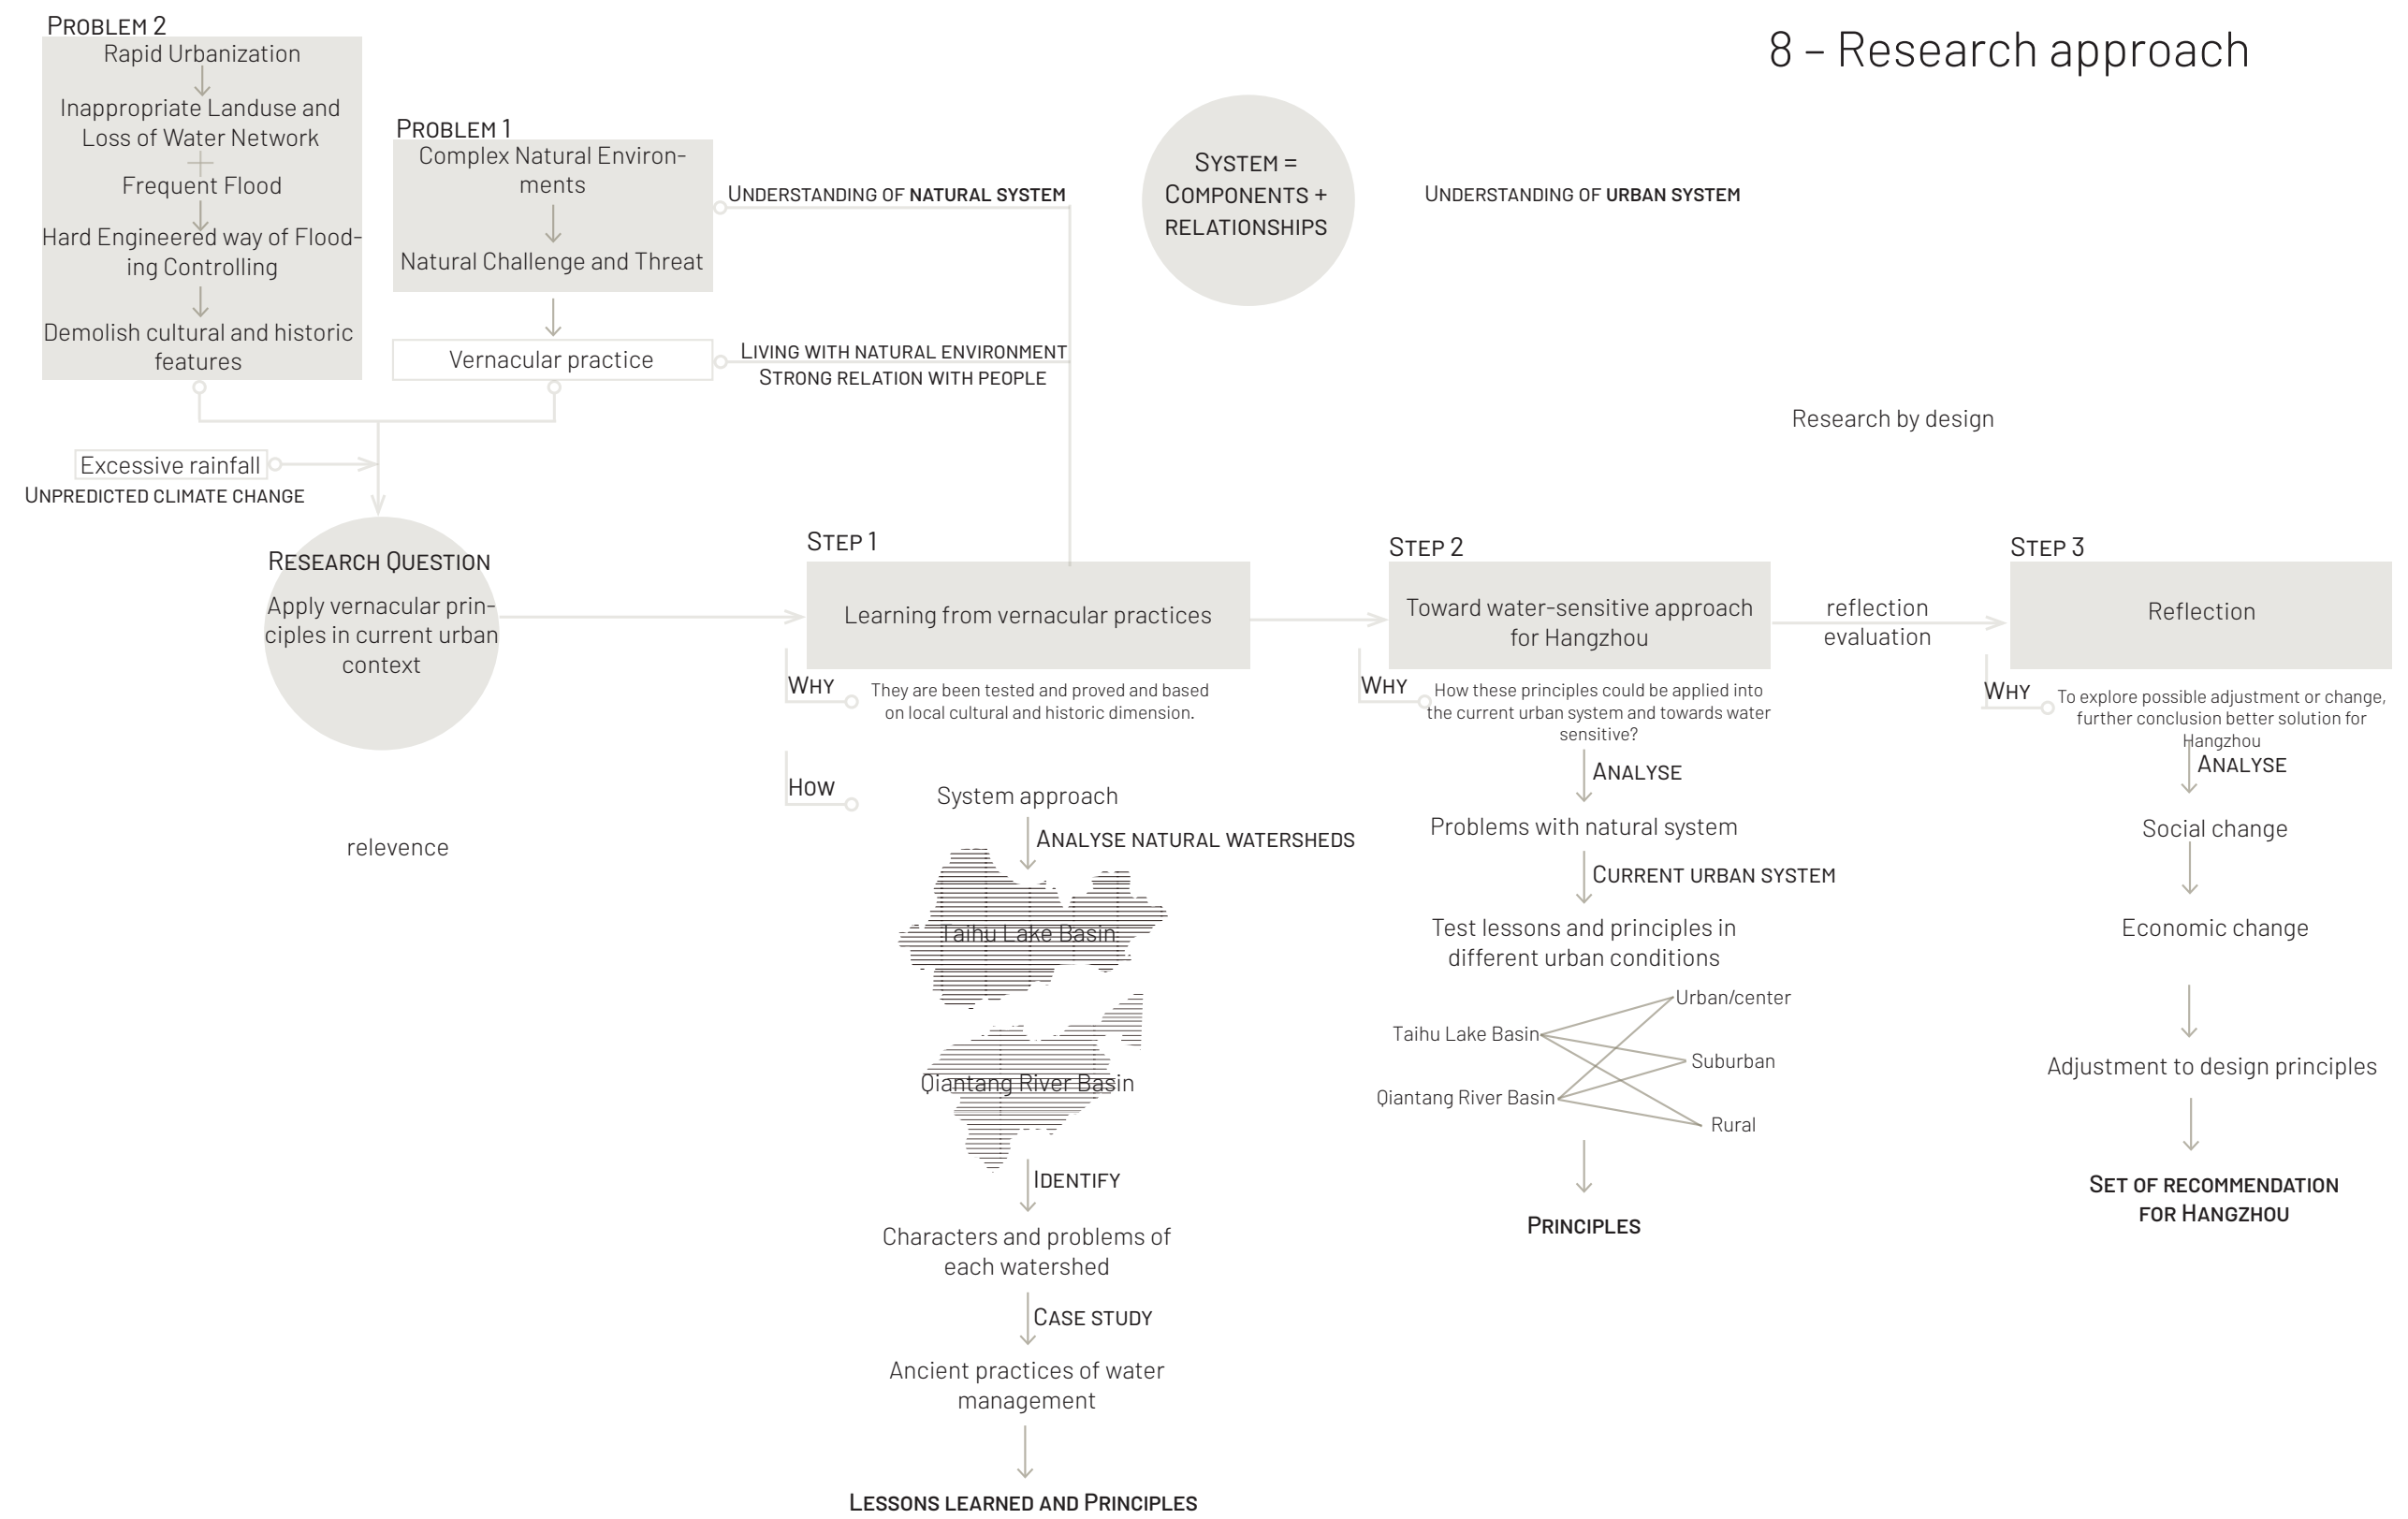 8 – Research approach
PROBLEM 2
Rapid Urbanization
Inappropriate Landuse and
Loss of Water Network
Frequent Flood
Hard Engineered way of Flood-
ing Controlling
Demolish cultural and historic
features
PROBLEM 1
Complex Natural Environ-
ments
Natural Challenge and Threat
Vernacular practice
UNDERSTANDING OF NATURAL SYSTEM
LIVING WITH NATURAL ENVIRONMENT
STRONG RELATION WITH PEOPLE
SYSTEM =
COMPONENTS +
RELATIONSHIPS
UNDERSTANDING OF URBAN SYSTEM
Research by design
Excessive rainfall
UNPREDICTED CLIMATE CHANGE
RESEARCH QUESTION
Apply vernacular prin-
ciples in current urban
context
relevence
STEP 1
Learning from vernacular practices
WHY
They are been tested and proved and based
on local cultural and historic dimension.
HOW
System approach
ANALYSE NATURAL WATERSHEDS
Taihu Lake Basin
Qiantang River Basin
IDENTIFY
Characters and problems of
each watershed
CASE STUDY
Ancient practices of water
management
LESSONS LEARNED AND PRINCIPLES
STEP 2
Toward water-sensitive approach
for Hangzhou
WHY
How these principles could be applied into
the current urban system and towards water
sensitive?
ANALYSE
Problems with natural system
CURRENT URBAN SYSTEM
Test lessons and principles in
different urban conditions
Urban/center
Taihu Lake Basin
Suburban
Qiantang River Basin
Rural
PRINCIPLES
reflection
evaluation
STEP 3
Reflection
WHY
To explore possible adjustment or change,
further conclusion better solution for
Hangzhou
ANALYSE
Social change
Economic change
Adjustment to design principles
SET OF RECOMMENDATION
FOR HANGZHOU